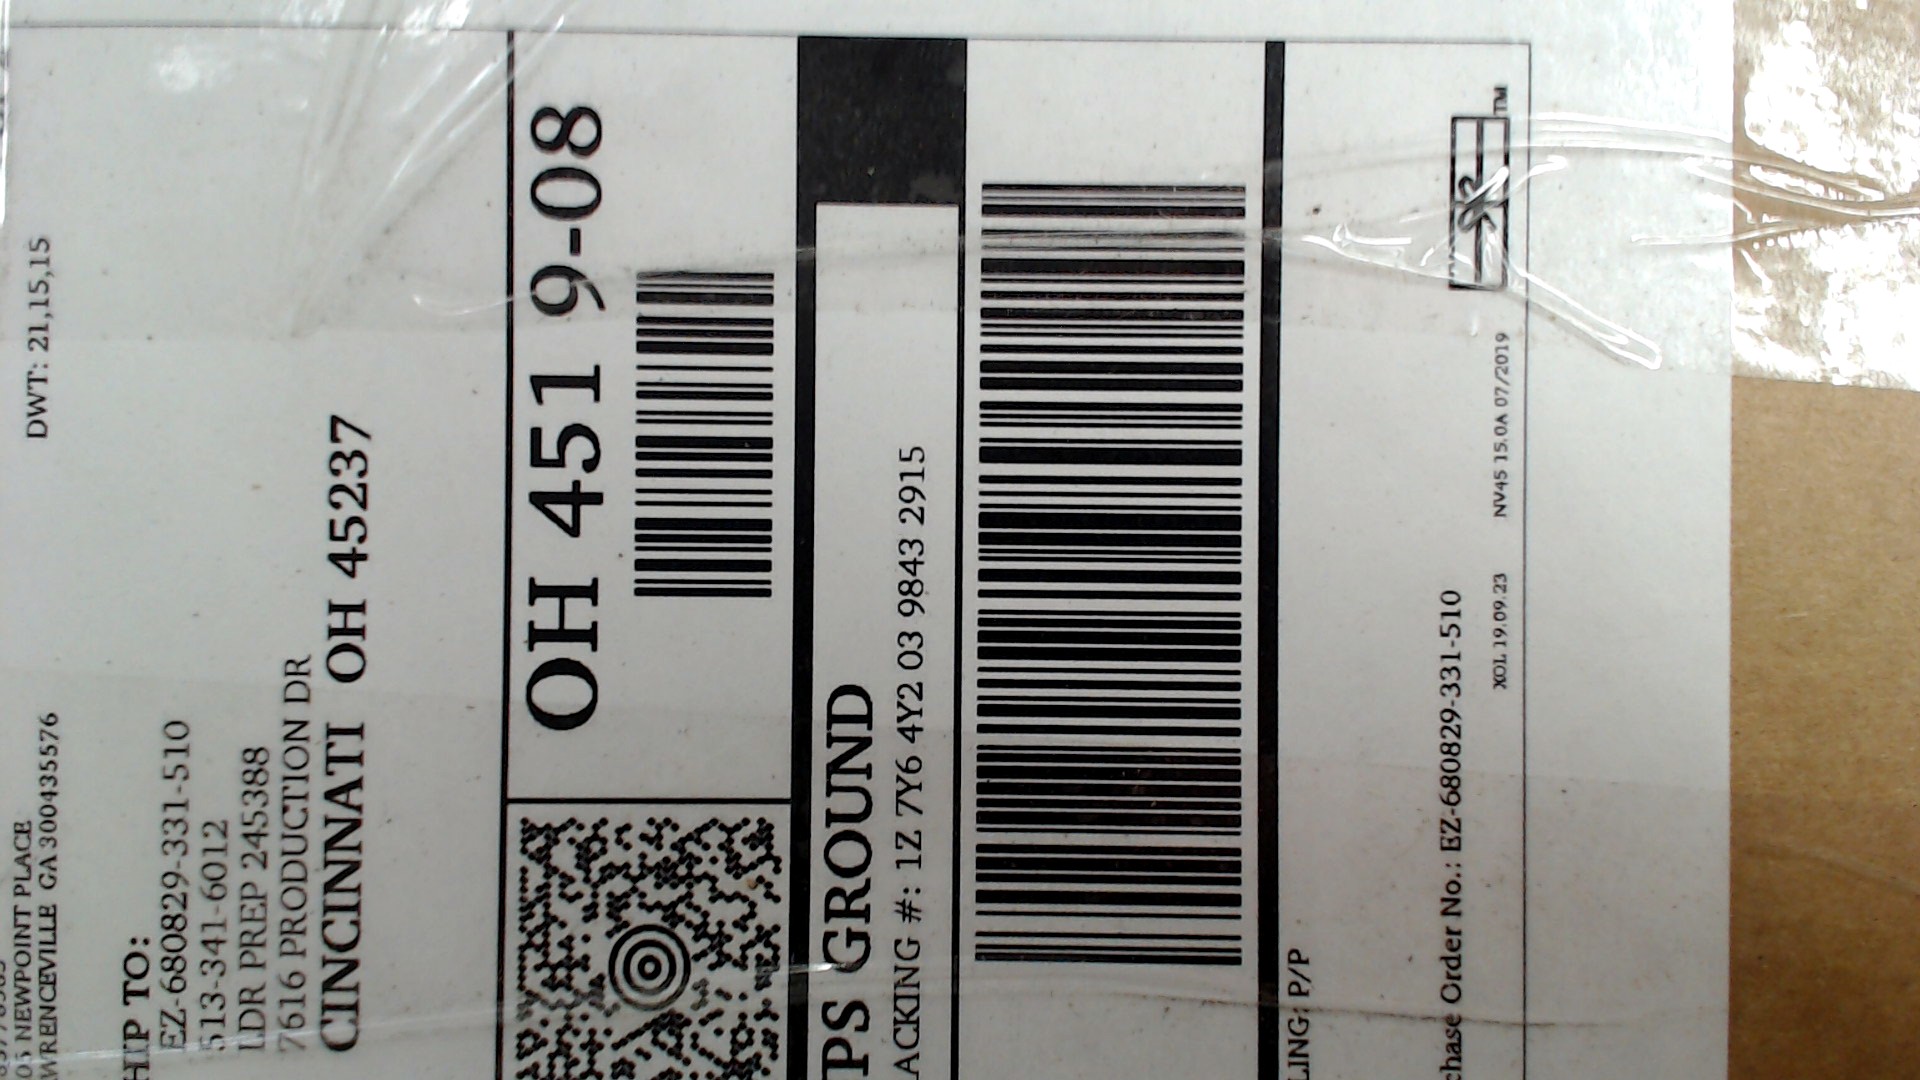 05 NEWPOINT PLACE
WRENCEVILLE GA 300435576
DWT: 21,15,15
HIP TO:
EZ-680829-331-510
513-341-6012
LDR PREP 245388
7616 PRODUCTION DR
CINCINNATI OH 45237
OH 451 9-08
PS GROUND
ACKING #: 1Z 7Y6 4Y2 03 9843 2915
LING: P/P
chase Order No.: EZ-680829-331-510
XOL 19.09.23 NV45 15.0A 07/2019
TM